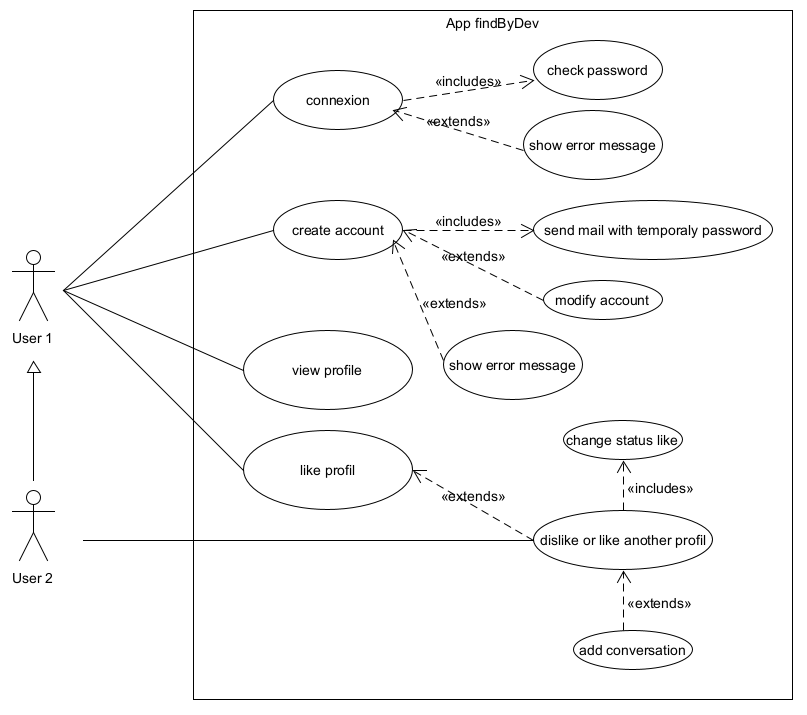 App findByDev
connexion
«includes»
check password
«extends»
show error message
create account
«includes»
send mail with temporaly password
«extends»
modify account
«extends»
show error message
User 1
view profile
like profil
«extends»
change status like
«includes»
dislike or like another profil
User 2
«extends»
add conversation